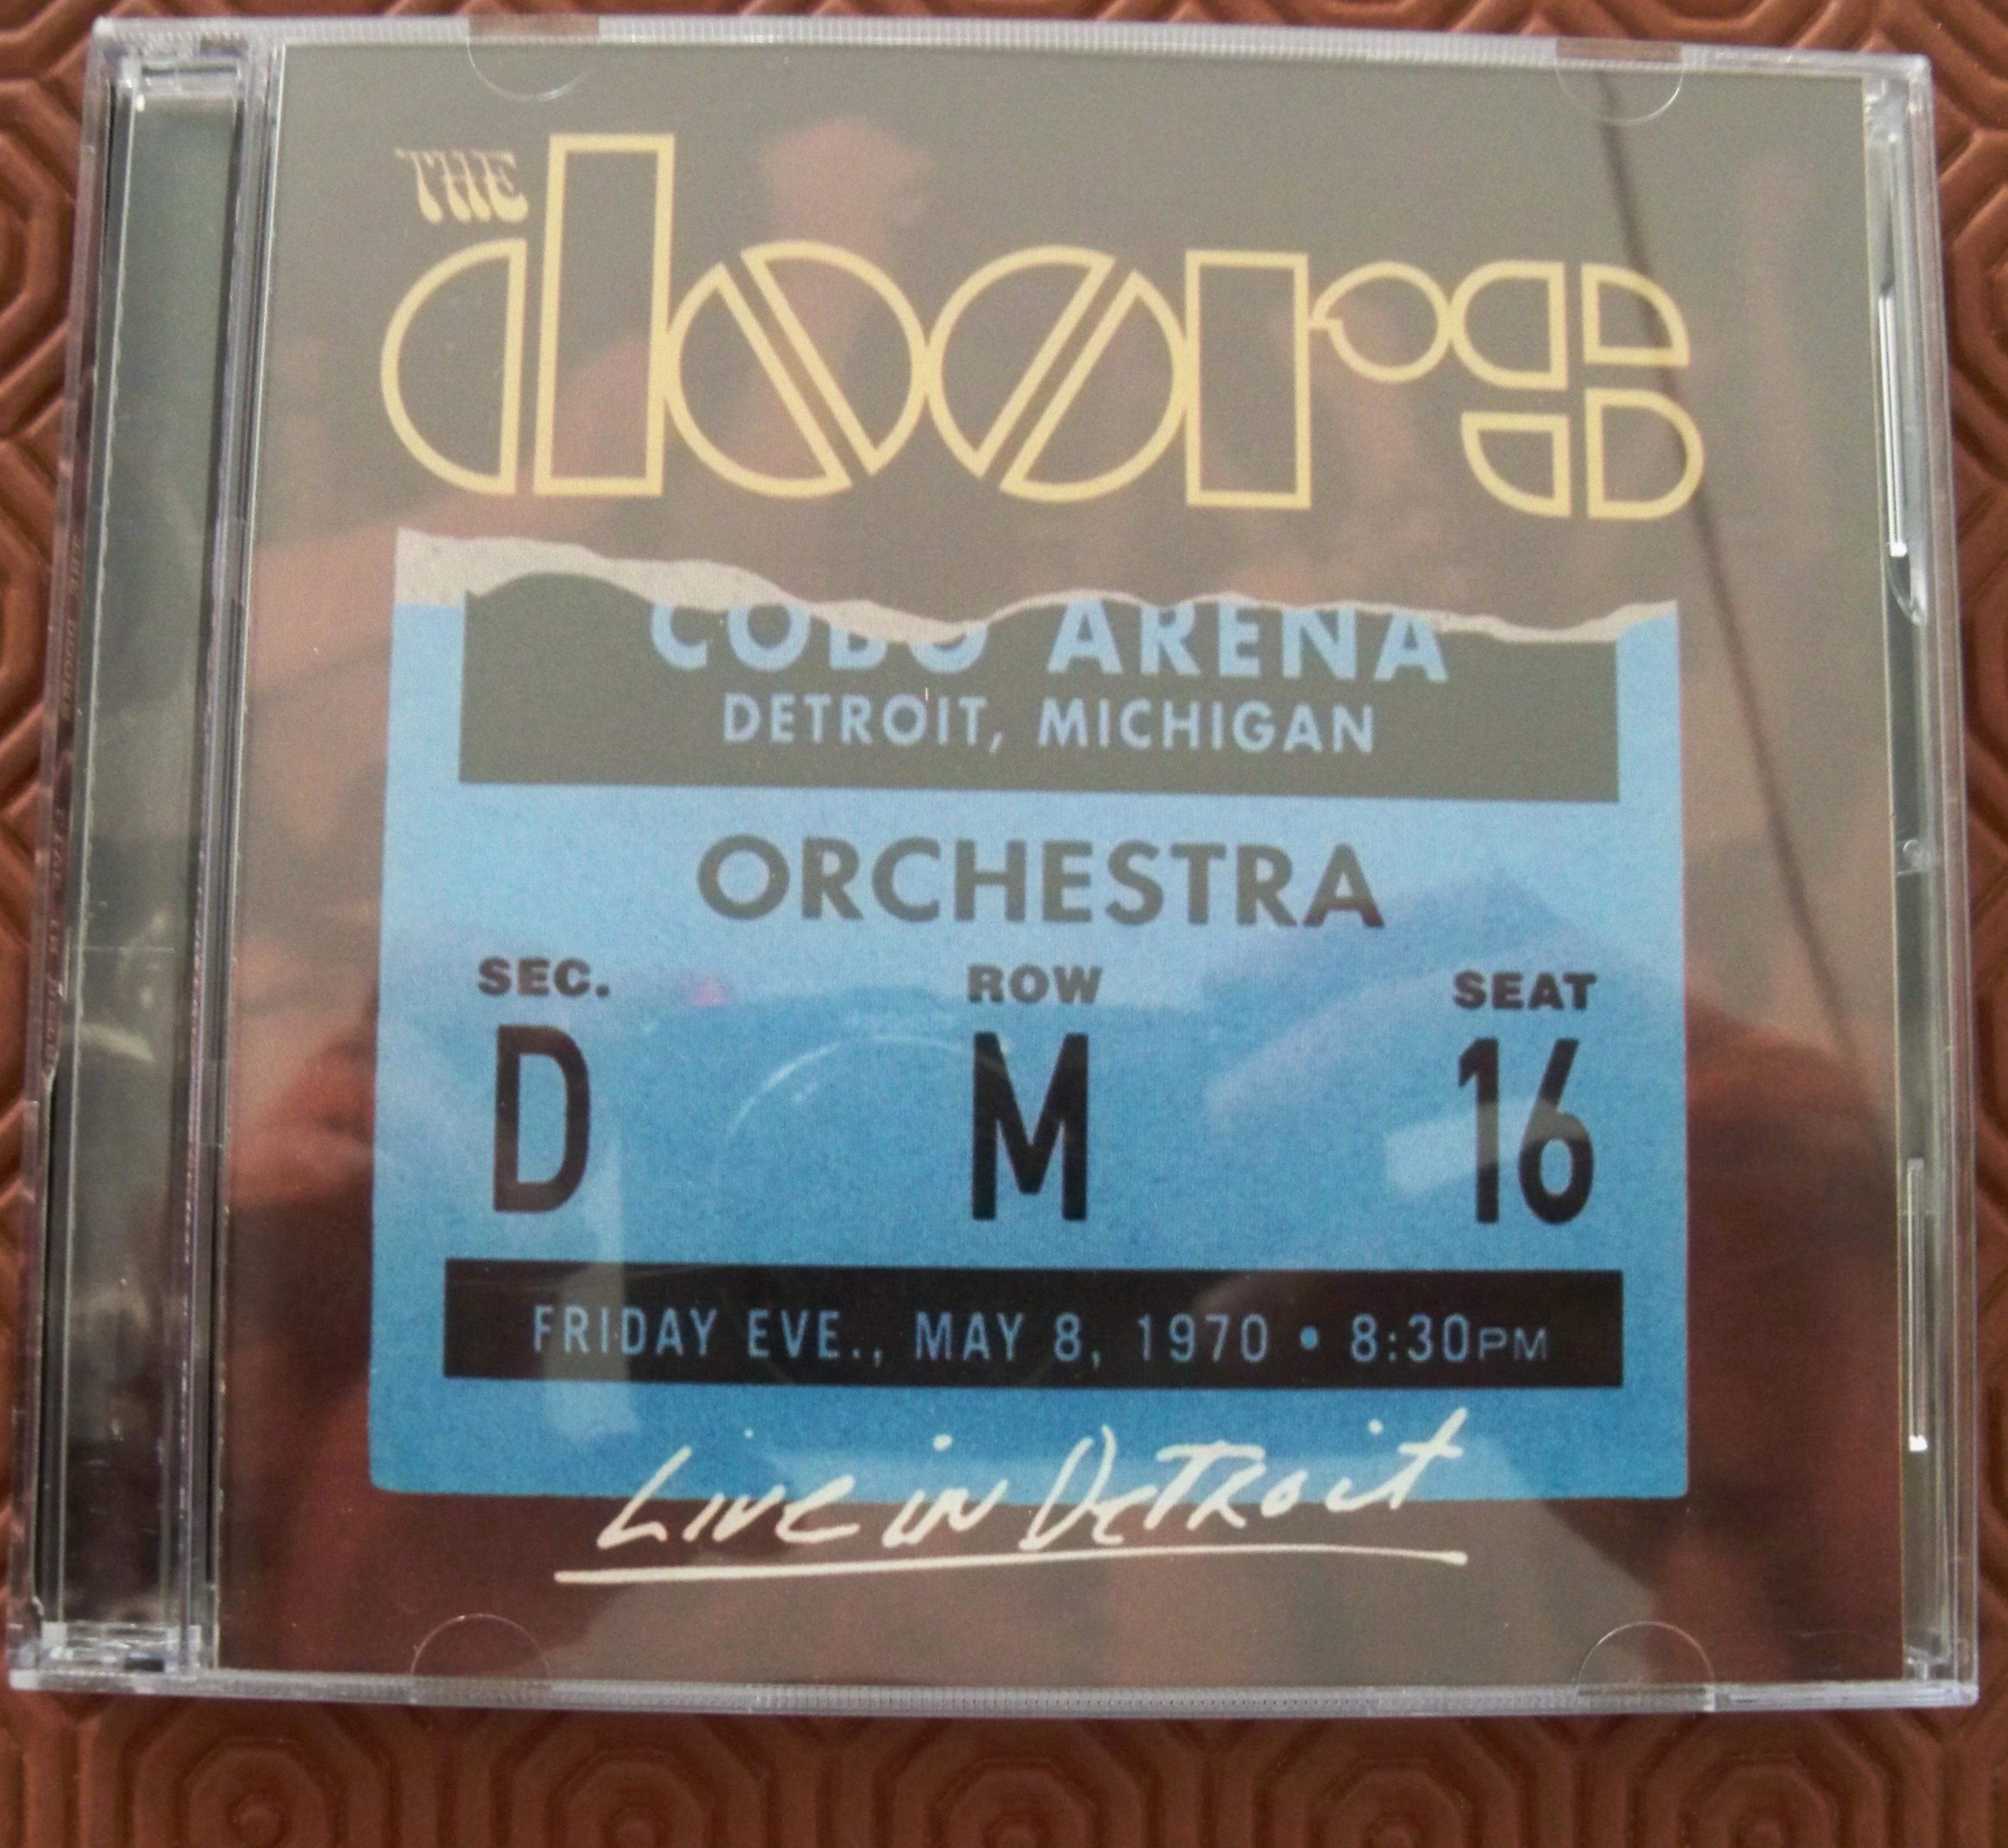 THE
doors
COBO ARENA
DETROIT, MICHIGAN
ORCHESTRA
SEC. ROW SEAT
D M 16
FRIDAY EVE., MAY 8, 1970 • 8:30PM
Live in Detroit